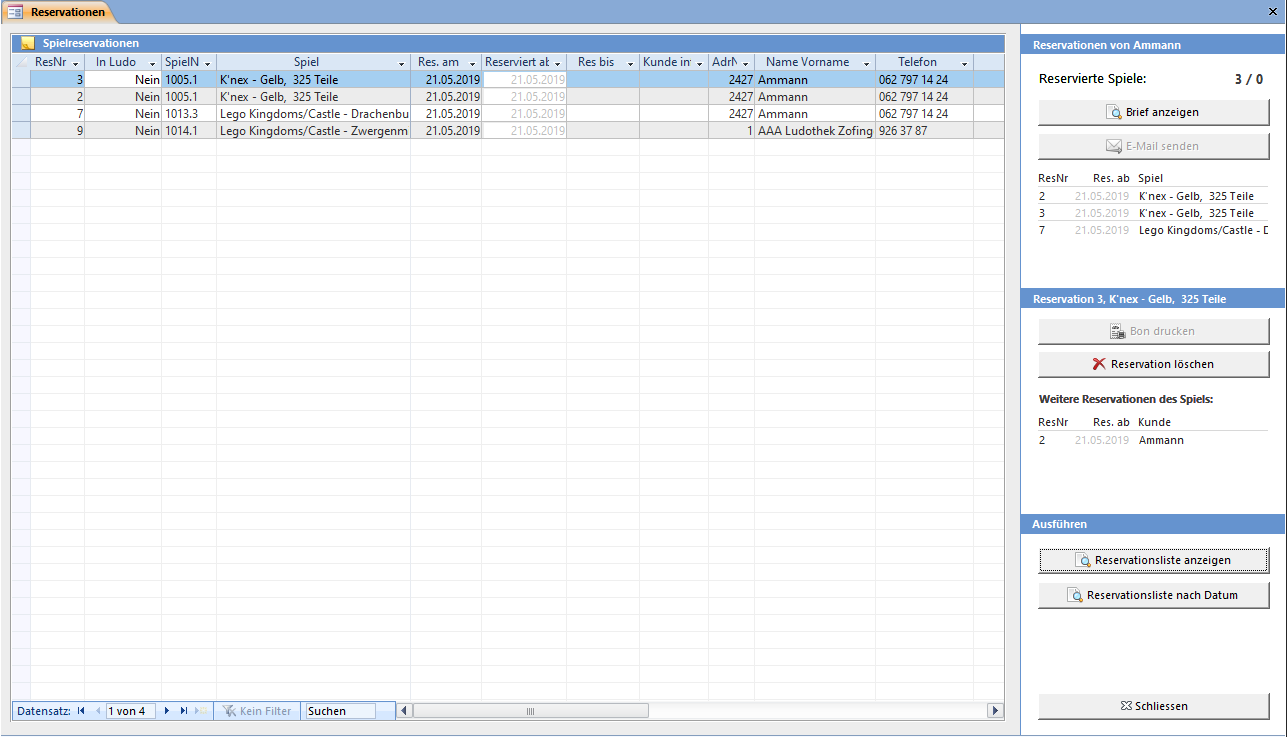 Reservationen
Spielreservationen
ResNr In Ludo SpielN Spiel Res. am Reserviert ab Res bis Kunde in AdrN Name Vorname Telefon
3 Nein 1005.1 K'nex - Gelb, 325 Teile 21.05.2019 21.05.2019 2427 Ammann 062 797 14 24
2 Nein 1005.1 K'nex - Gelb, 325 Teile 21.05.2019 21.05.2019 2427 Ammann 062 797 14 24
7 Nein 1013.3 Lego Kingdoms/Castle - Drachenbu 21.05.2019 21.05.2019 2427 Ammann 062 797 14 24
9 Nein 1014.1 Lego Kingdoms/Castle - Zwergenm 21.05.2019 21.05.2019 1 AAA Ludothek Zofing 926 37 87
Datensatz: 1 von 4 Kein Filter Suchen
Reservationen von Ammann
Reservierte Spiele: 3 / 0
Brief anzeigen
E-Mail senden
ResNr Res. ab Spiel
2 21.05.2019 K'nex - Gelb, 325 Teile
3 21.05.2019 K'nex - Gelb, 325 Teile
7 21.05.2019 Lego Kingdoms/Castle - D
Reservation 3, K'nex - Gelb, 325 Teile
Bon drucken
Reservation löschen
Weitere Reservationen des Spiels:
ResNr Res. ab Kunde
2 21.05.2019 Ammann
Ausführen
Reservationsliste anzeigen
Reservationsliste nach Datum
Schliessen